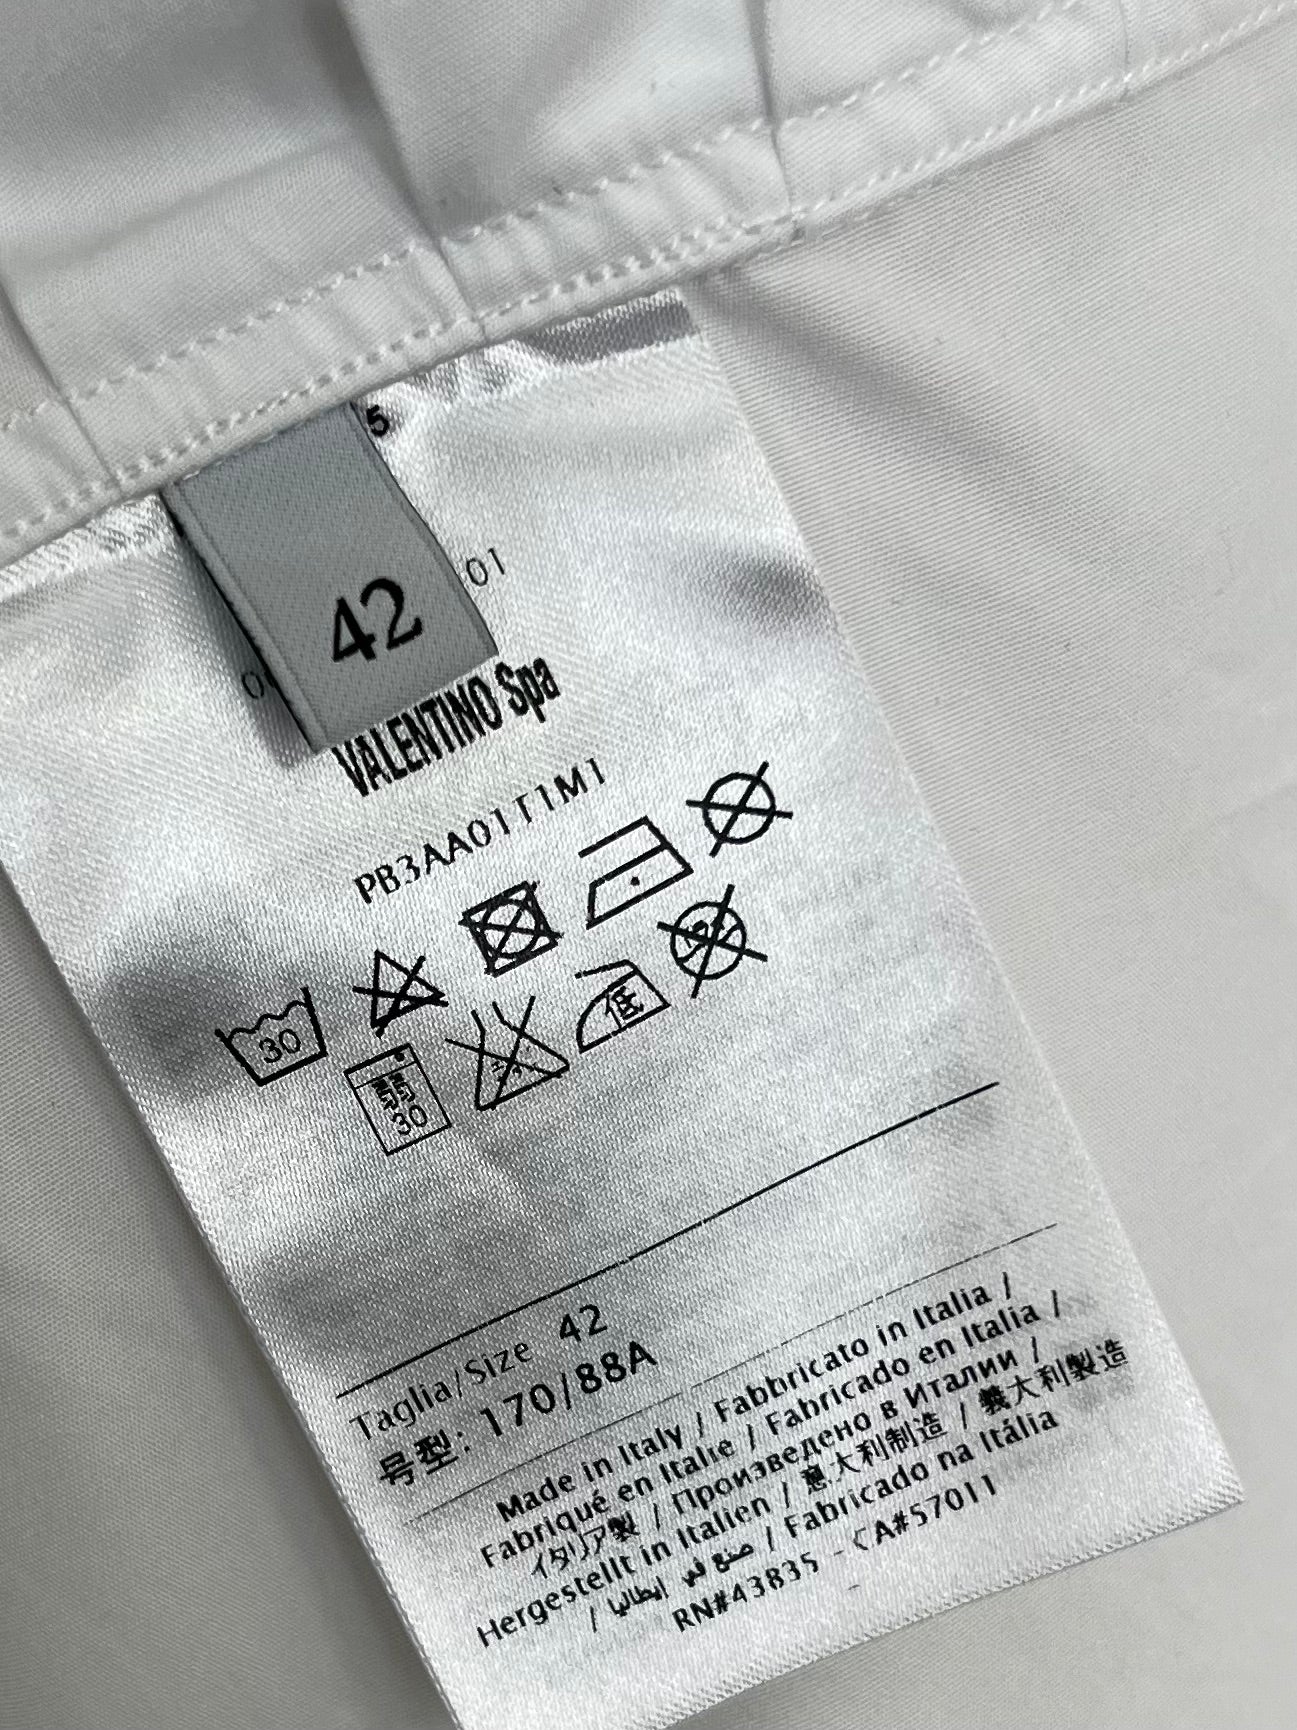 5
42
01
VALENTINO Spa
PB3AA01T1M1
30
低
30
Taglia/Size 42
号型: 170/88A
Made in Italy / Fabbricato in Italia /
Fabriqué en Italie / Fabricado en Italia /
イタリア製 / Произведено в Италии /
Hergestellt in Italien / 意大利制造 / 義大利製造
/ صنع في إيطاليا / Fabricado na Itália
RN#43835 - CA#57011